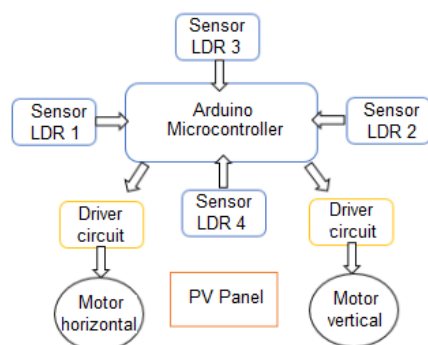 Sensor
LDR 3
Sensor
LDR 1
Arduino
Microcontroller
Sensor
LDR 2
Driver
circuit
Sensor
LDR 4
Driver
circuit
Motor
horizontal
PV Panel
Motor
vertical